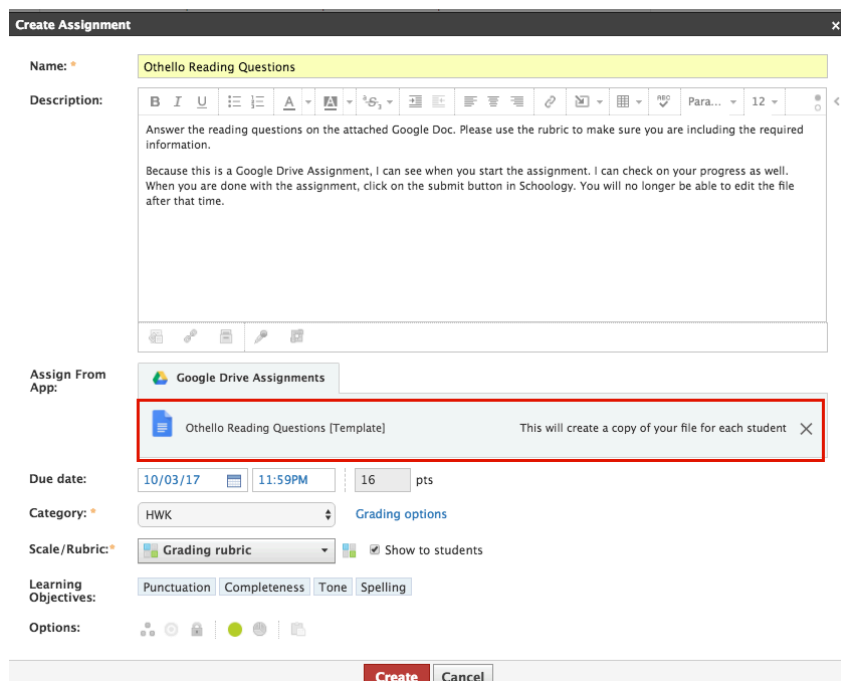 Create Assignment ×
Name: *
Othello Reading Questions
Description:
B I U A A Para... 12
Answer the reading questions on the attached Google Doc. Please use the rubric to make sure you are including the required
information.
Because this is a Google Drive Assignment, I can see when you start the assignment. I can check on your progress as well.
When you are done with the assignment, click on the submit button in Schoology. You will no longer be able to edit the file
after that time.
Assign From
App:
Google Drive Assignments
Othello Reading Questions [Template] This will create a copy of your file for each student
Due date: 10/03/17 11:59PM 16 pts
Category: * HWK Grading options
Scale/Rubric:* Grading rubric Show to students
Learning
Objectives:
Punctuation Completeness Tone Spelling
Options:
Create Cancel